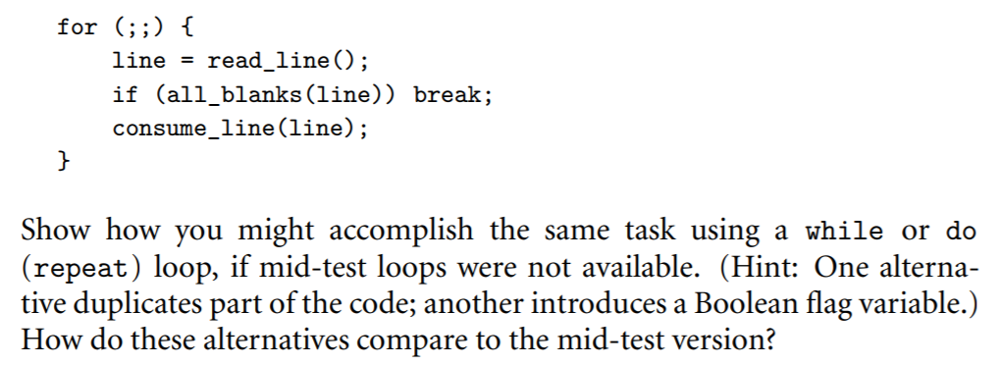 for (;;) {
    line = read_line();
    if (all_blanks(line)) break;
    consume_line(line);
}
Show how you might accomplish the same task using a while or do
(repeat) loop, if mid-test loops were not available. (Hint: One alterna-
tive duplicates part of the code; another introduces a Boolean flag variable.)
How do these alternatives compare to the mid-test version?